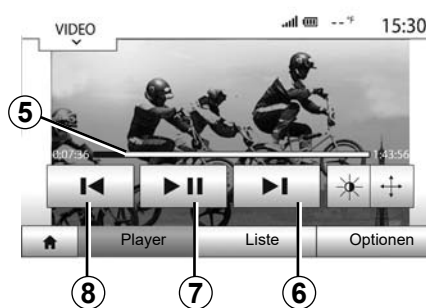 VIDEO
--°F
15:30
5
0:07:36
1:43:56
Player
Liste
Optionen
8
7
6